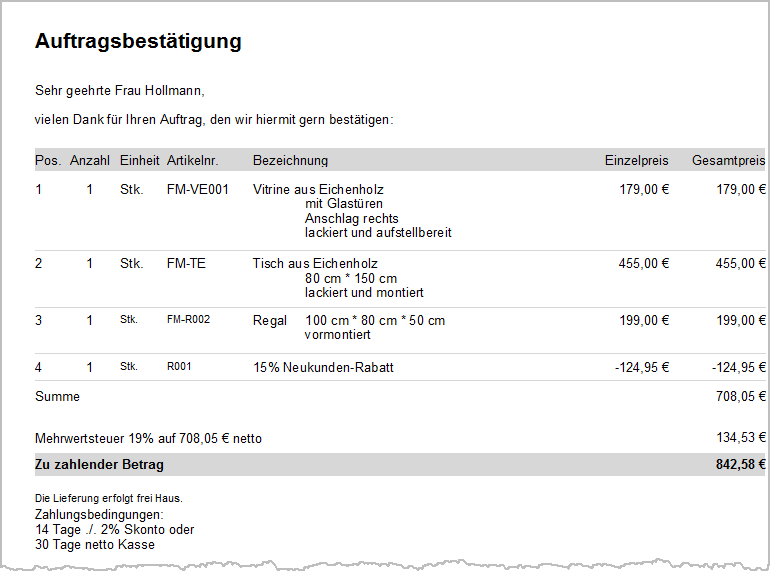 Auftragsbestätigung
Sehr geehrte Frau Hollmann,
vielen Dank für Ihren Auftrag, den wir hiermit gern bestätigen:
Pos. Anzahl Einheit Artikelnr. Bezeichnung Einzelpreis Gesamtpreis
1 1 Stk. FM-VE001 Vitrine aus Eichenholz 179,00 € 179,00 €
mit Glastüren
Anschlag rechts
lackiert und aufstellbereit
2 1 Stk. FM-TE Tisch aus Eichenholz 455,00 € 455,00 €
80 cm * 150 cm
lackiert und montiert
3 1 Stk. FM-R002 Regal 100 cm * 80 cm * 50 cm 199,00 € 199,00 €
vormontiert
4 1 Stk. R001 15% Neukunden-Rabatt -124,95 € -124,95 €
Summe 708,05 €
Mehrwertsteuer 19% auf 708,05 € netto 134,53 €
Zu zahlender Betrag 842,58 €
Die Lieferung erfolgt frei Haus.
Zahlungsbedingungen:
14 Tage ./. 2% Skonto oder
30 Tage netto Kasse